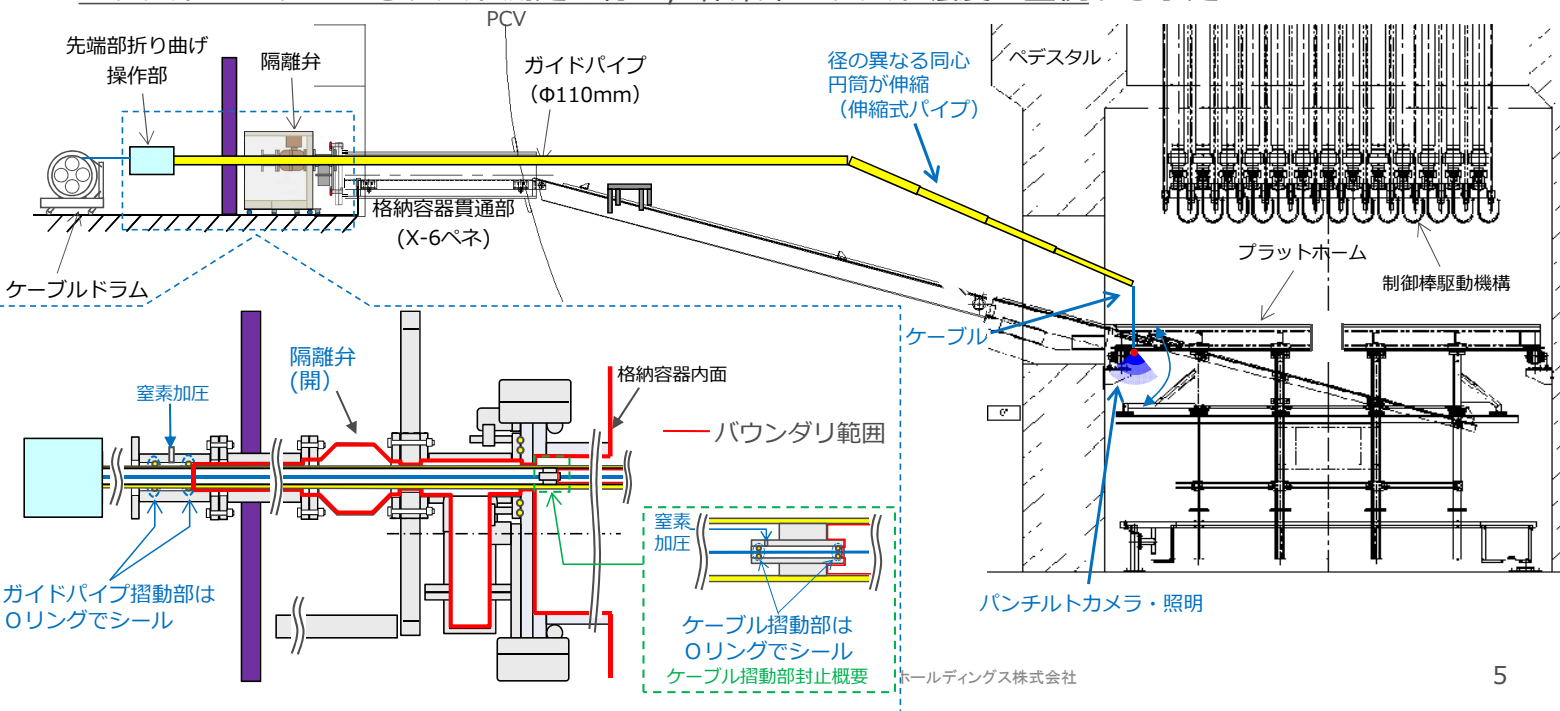 PCV
先端部折り曲げ
操作部
隔離弁
ガイドパイプ
（Φ110mm）
径の異なる同心
円筒が伸縮
（伸縮式パイプ）
ペデスタル
格納容器貫通部
(X-6ペネ)
プラットホーム
制御棒駆動機構
ケーブルドラム
ケーブル
隔離弁
(開)
窒素加圧
格納容器内面
バウンダリ範囲
0°
窒素
加圧
ガイドパイプ摺動部は
Oリングでシール
ケーブル摺動部は
Oリングでシール
ケーブル摺動部封止概要
パンチルトカメラ・照明
ホールディングス株式会社
5